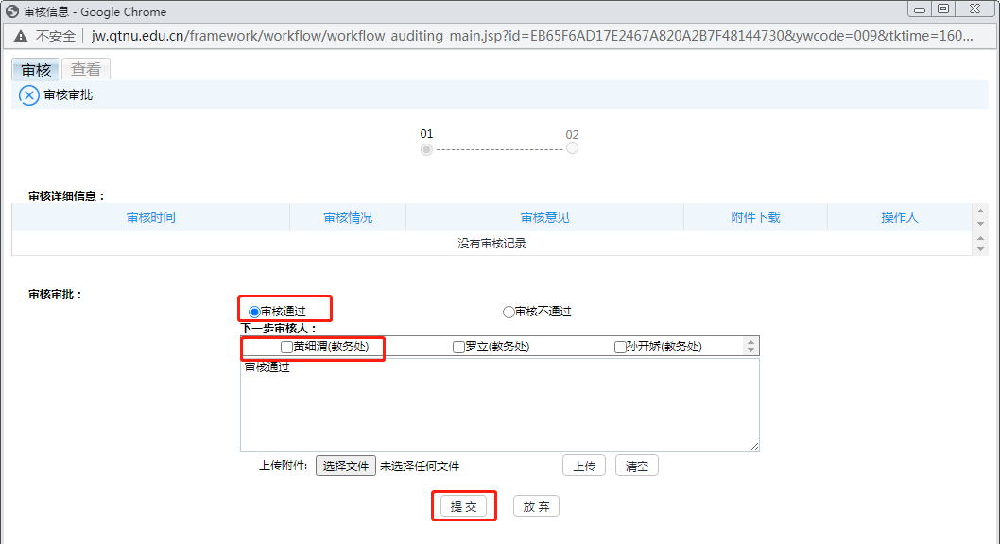 审核信息 - Google Chrome
不安全 jw.qtnu.edu.cn/framework/workflow/workflow_auditing_main.jsp?id=EB65F6AD17E2467A820A2B7F48144730&ywcode=009&tktime=160...
审核 查看
审核审批
01 02
审核详细信息：
审核时间 审核情况 审核意见 附件下载 操作人
没有审核记录
审核审批：
审核通过 审核不通过
下一步审核人：
黄细渭(教务处) 罗立(教务处) 孙开娇(教务处)
审核通过
上传附件: 选择文件 未选择任何文件 上传 清空
提 交 放 弃